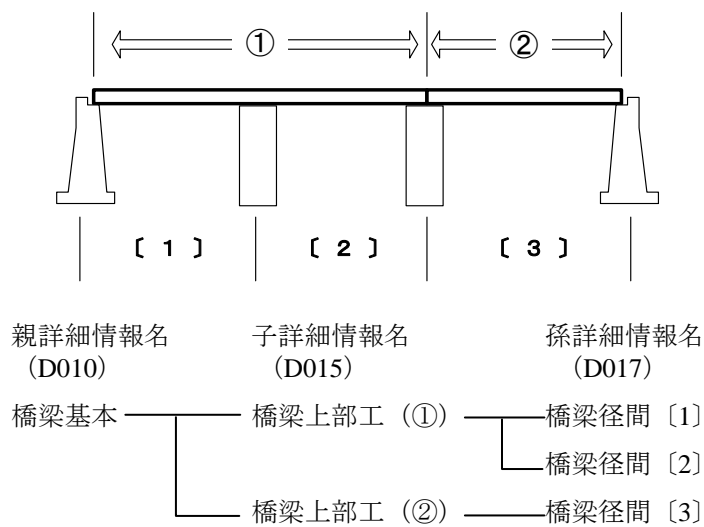 ① ②
〔 1 〕 〔 2 〕 〔 3 〕
親詳細情報名 子詳細情報名 孫詳細情報名
（D010） （D015） （D017）
橋梁基本 橋梁上部工（①） 橋梁径間〔1〕
橋梁径間〔2〕
橋梁上部工（②） 橋梁径間〔3〕